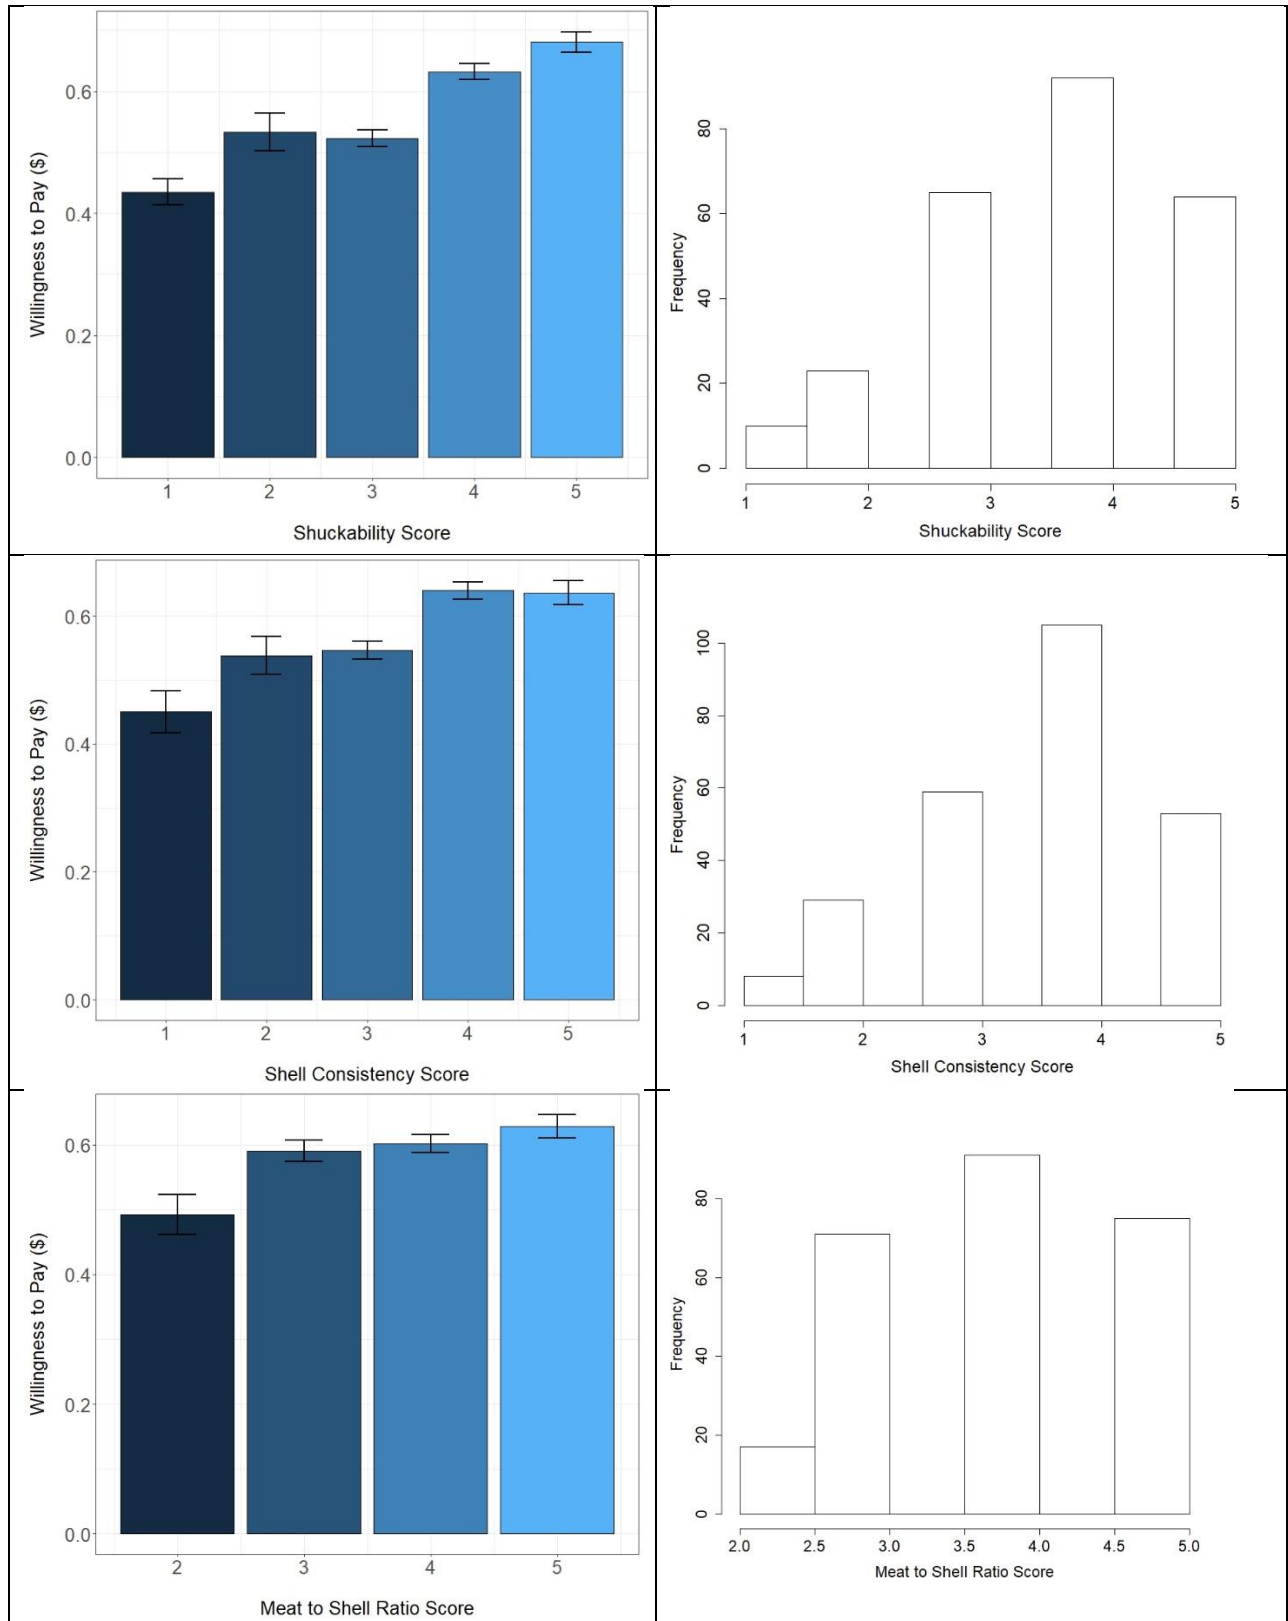 Willingness to Pay ($)
0.6
0.4
0.2
0.0
1 2 3 4 5
Shuckability Score
Frequency
80
60
40
20
0
1 2 3 4 5
Shuckability Score
Willingness to Pay ($)
0.6
0.4
0.2
0.0
1 2 3 4 5
Shell Consistency Score
Frequency
100
80
60
40
20
0
1 2 3 4 5
Shell Consistency Score
Willingness to Pay ($)
0.6
0.4
0.2
0.0
2 3 4 5
Meat to Shell Ratio Score
Frequency
80
60
40
20
0
2.0 2.5 3.0 3.5 4.0 4.5 5.0
Meat to Shell Ratio Score